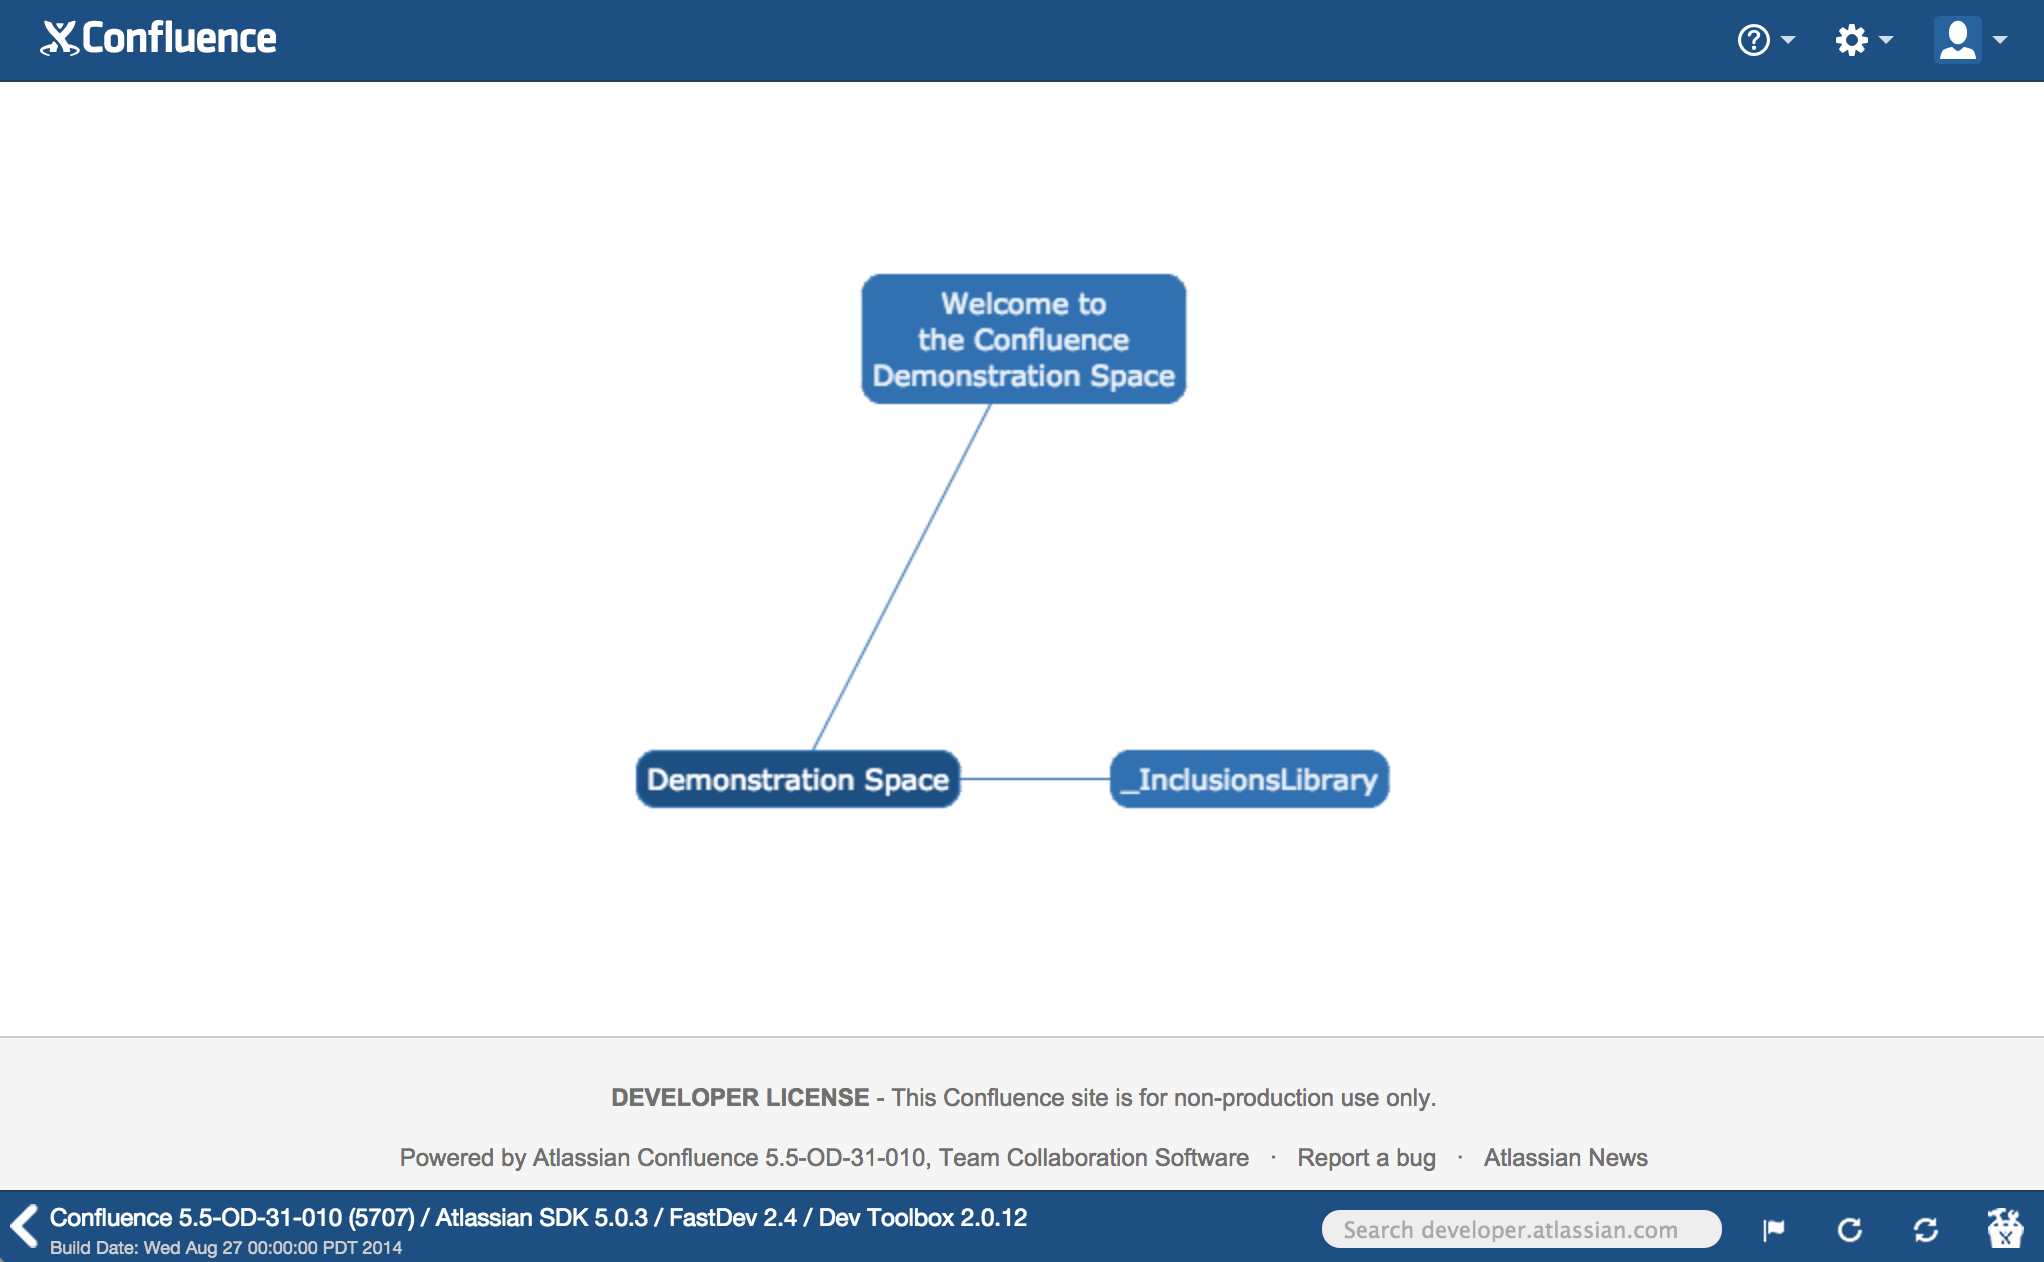 Confluence
Welcome to
the Confluence
Demonstration Space
Demonstration Space
_InclusionsLibrary
DEVELOPER LICENSE - This Confluence site is for non-production use only.
Powered by Atlassian Confluence 5.5-OD-31-010, Team Collaboration Software · Report a bug · Atlassian News
Confluence 5.5-OD-31-010 (5707) / Atlassian SDK 5.0.3 / FastDev 2.4 / Dev Toolbox 2.0.12
Build Date: Wed Aug 27 00:00:00 PDT 2014
Search developer.atlassian.com